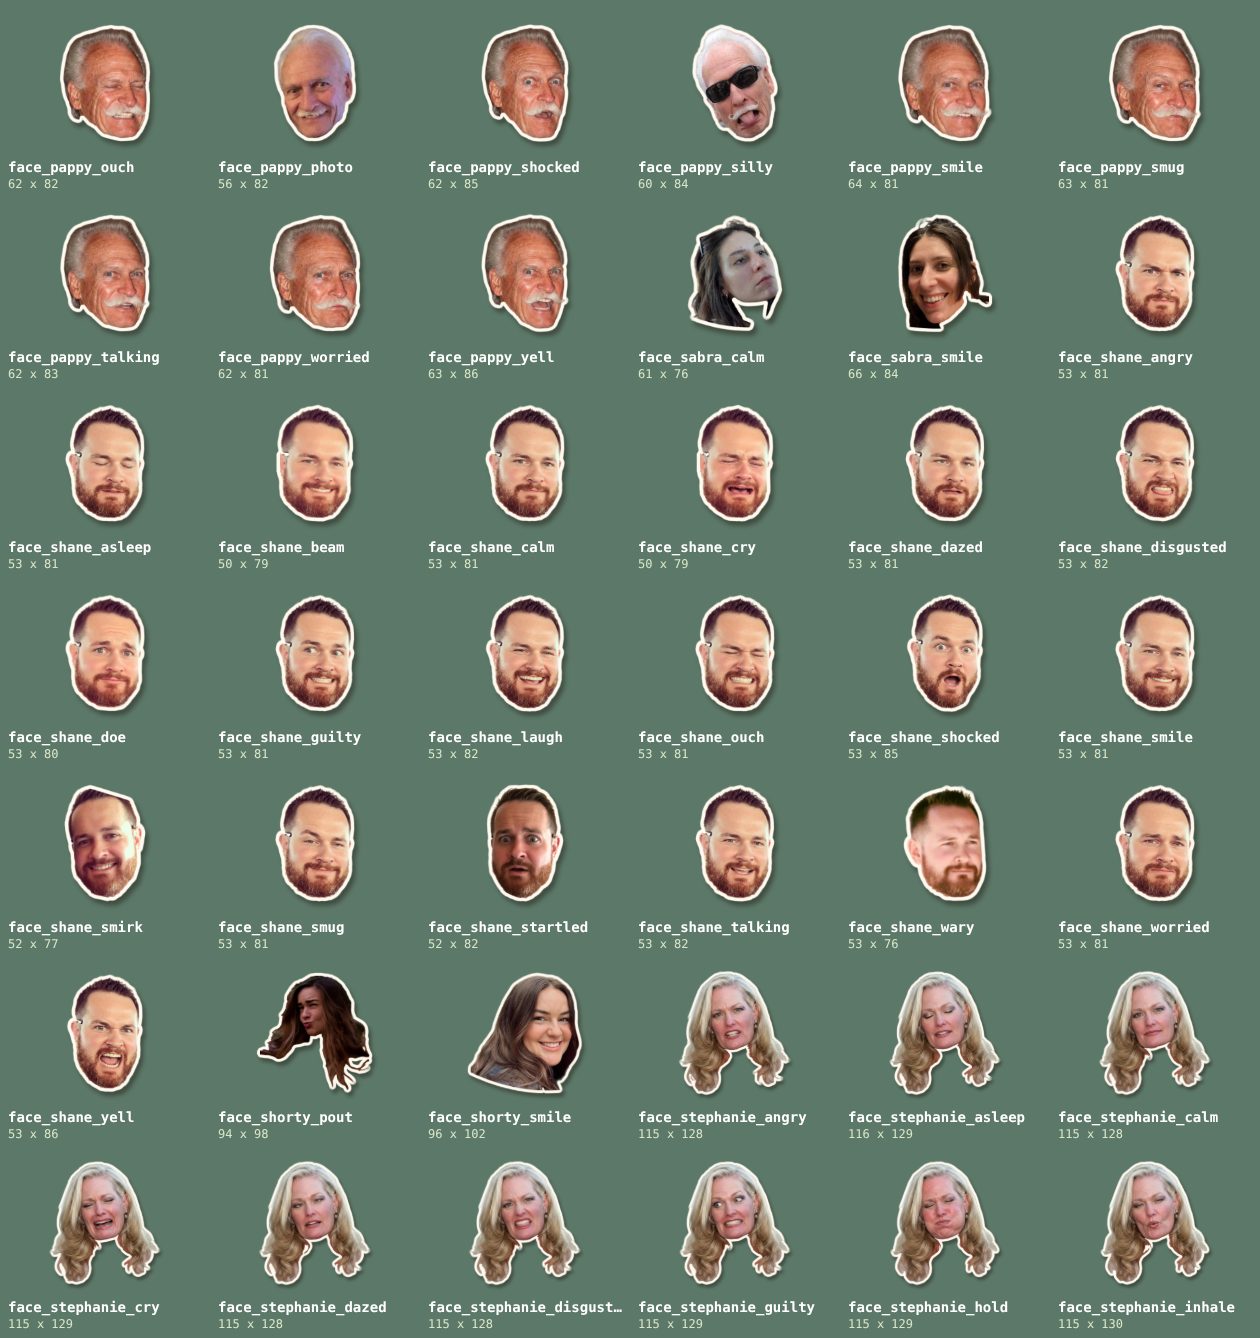 face_pappy_ouch
62 x 82
face_pappy_photo
56 x 82
face_pappy_shocked
62 x 85
face_pappy_silly
60 x 84
face_pappy_smile
64 x 81
face_pappy_smug
63 x 81
face_pappy_talking
62 x 83
face_pappy_worried
62 x 81
face_pappy_yell
63 x 86
face_sabra_calm
61 x 76
face_sabra_smile
66 x 84
face_shane_angry
53 x 81
face_shane_asleep
53 x 81
face_shane_beam
50 x 79
face_shane_calm
53 x 81
face_shane_cry
50 x 79
face_shane_dazed
53 x 81
face_shane_disgusted
53 x 82
face_shane_doe
53 x 80
face_shane_guilty
53 x 81
face_shane_laugh
53 x 82
face_shane_ouch
53 x 81
face_shane_shocked
53 x 85
face_shane_smile
53 x 81
face_shane_smirk
52 x 77
face_shane_smug
53 x 81
face_shane_startled
52 x 82
face_shane_talking
53 x 82
face_shane_wary
53 x 76
face_shane_worried
53 x 81
face_shane_yell
53 x 86
face_shorty_pout
94 x 98
face_shorty_smile
96 x 102
face_stephanie_angry
115 x 128
face_stephanie_asleep
116 x 129
face_stephanie_calm
115 x 128
face_stephanie_cry
115 x 129
face_stephanie_dazed
115 x 128
face_stephanie_disgust…
115 x 128
face_stephanie_guilty
115 x 129
face_stephanie_hold
115 x 129
face_stephanie_inhale
115 x 130